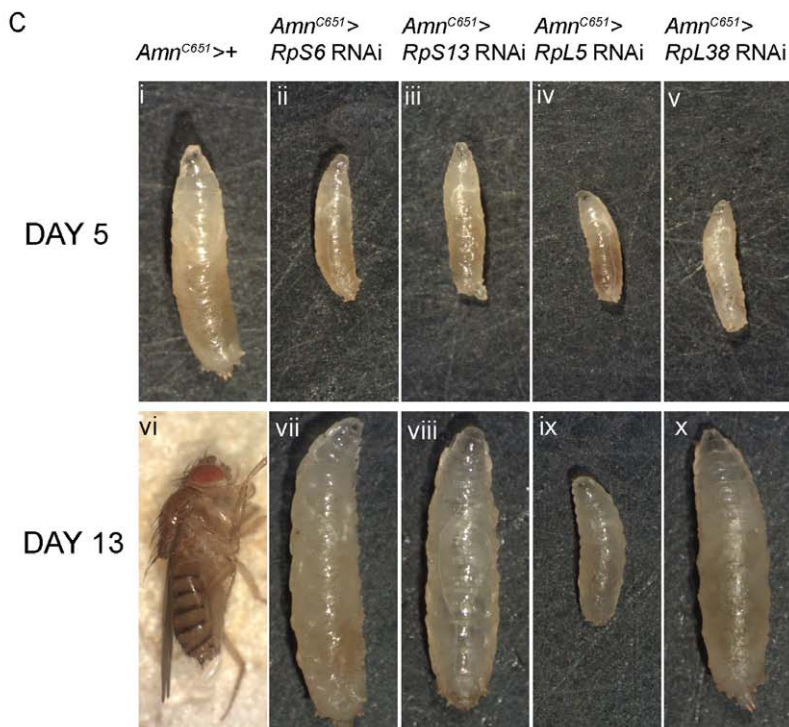 C
Amn^C651>+
Amn^C651>
RpS6 RNAi
Amn^C651>
RpS13 RNAi
Amn^C651>
RpL5 RNAi
Amn^C651>
RpL38 RNAi
i
ii
iii
iv
v
DAY 5
vi
vii
viii
ix
x
DAY 13